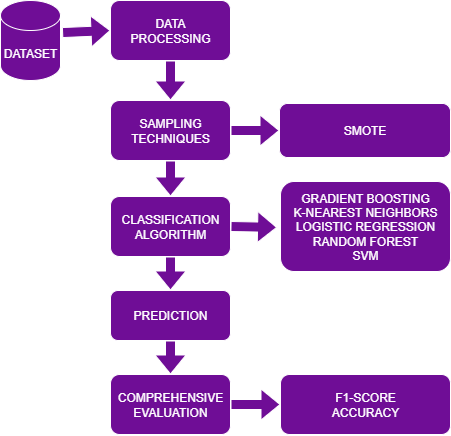 DATASET
DATA
PROCESSING
SAMPLING
TECHNIQUES
SMOTE
CLASSIFICATION
ALGORITHM
GRADIENT BOOSTING
K-NEAREST NEIGHBORS
LOGISTIC REGRESSION
RANDOM FOREST
SVM
PREDICTION
COMPREHENSIVE
EVALUATION
F1-SCORE
ACCURACY